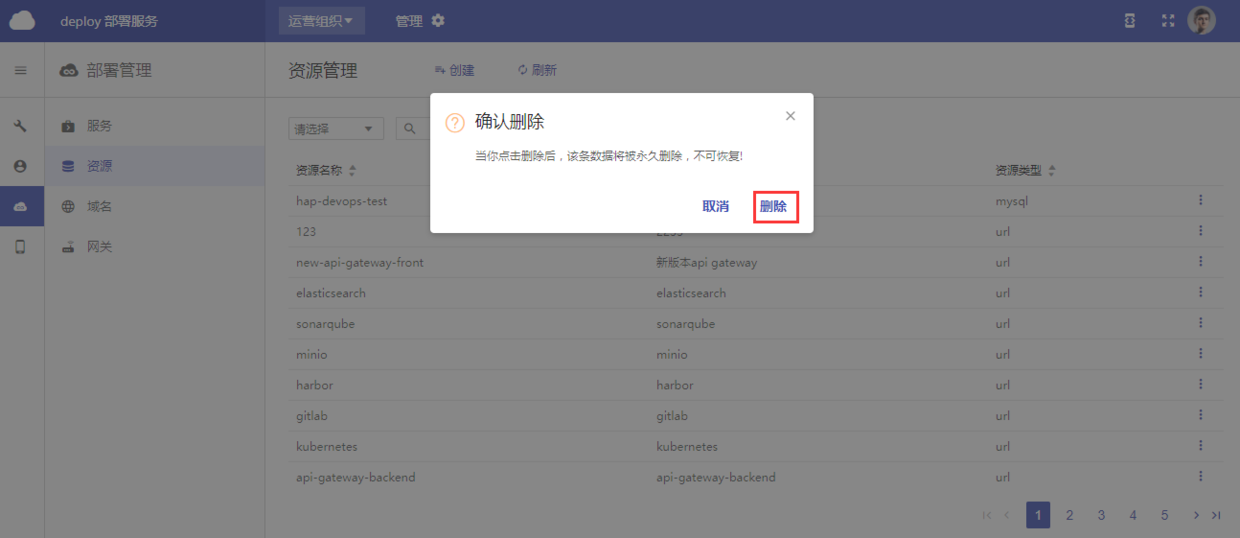 deploy 部署服务
运营组织
管理
部署管理
资源管理
创建
刷新
服务
资源
域名
网关
请选择
确认删除
当你点击删除后，该条数据将被永久删除，不可恢复!
取消
删除
资源名称
资源类型
hap-devops-test
mysql
123
url
new-api-gateway-front
新版本api gateway
url
elasticsearch
elasticsearch
url
sonarqube
sonarqube
url
minio
minio
url
harbor
harbor
url
gitlab
gitlab
url
kubernetes
kubernetes
url
api-gateway-backend
api-gateway-backend
url
1 2 3 4 5